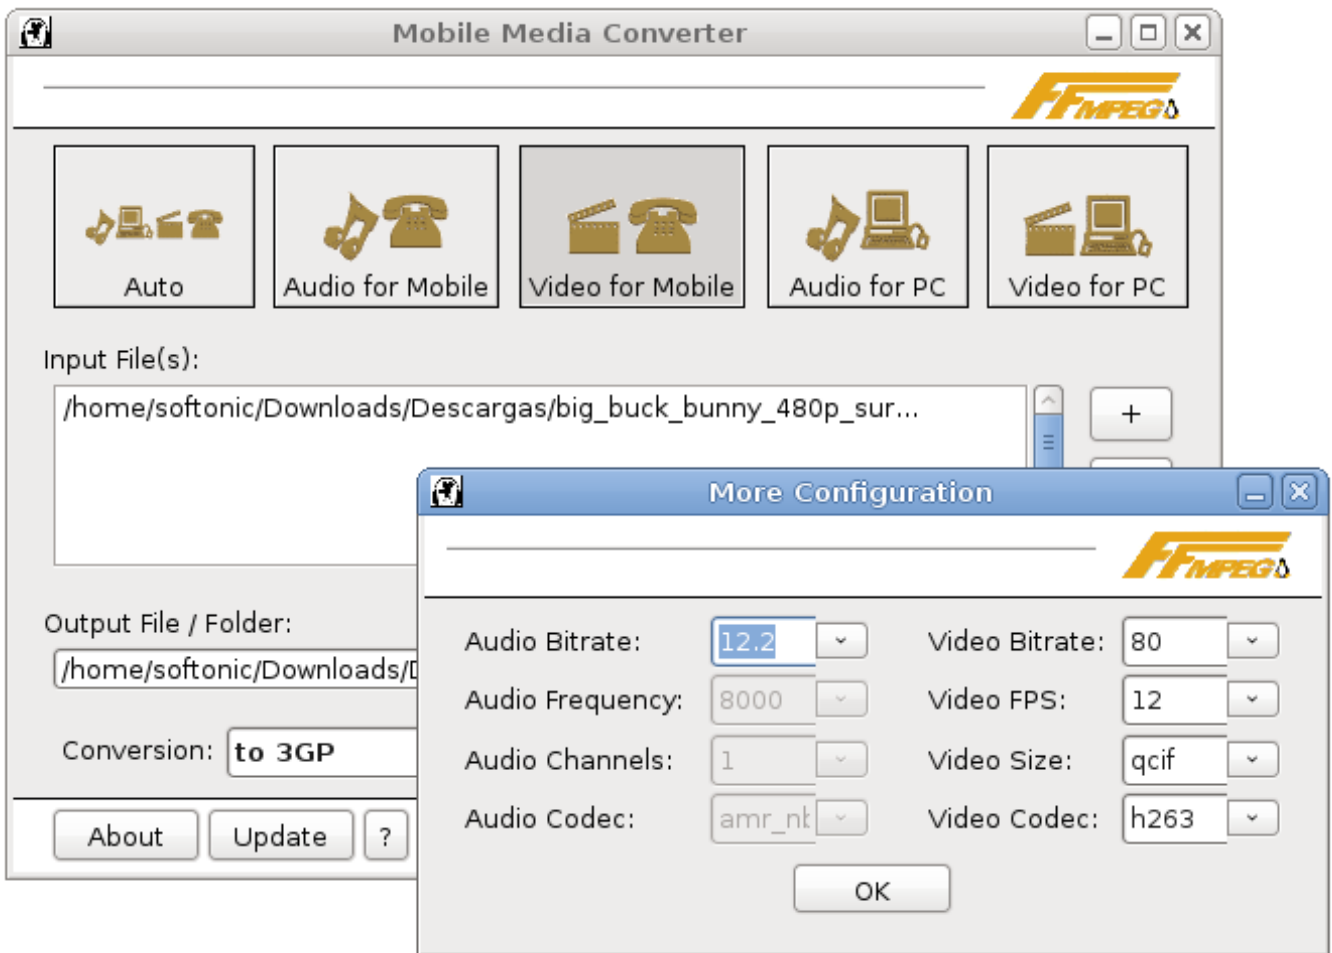 Mobile Media Converter
FFMPEG
Auto
Audio for Mobile
Video for Mobile
Audio for PC
Video for PC
Input File(s):
/home/softonic/Downloads/Descargas/big_buck_bunny_480p_sur...
+
Output File / Folder:
/home/softonic/Downloads/D
Conversion: to 3GP
About
Update
?
More Configuration
FFMPEG
Audio Bitrate: 12.2 Video Bitrate: 80
Audio Frequency: 8000 Video FPS: 12
Audio Channels: 1 Video Size: qcif
Audio Codec: amr_nb Video Codec: h263
OK